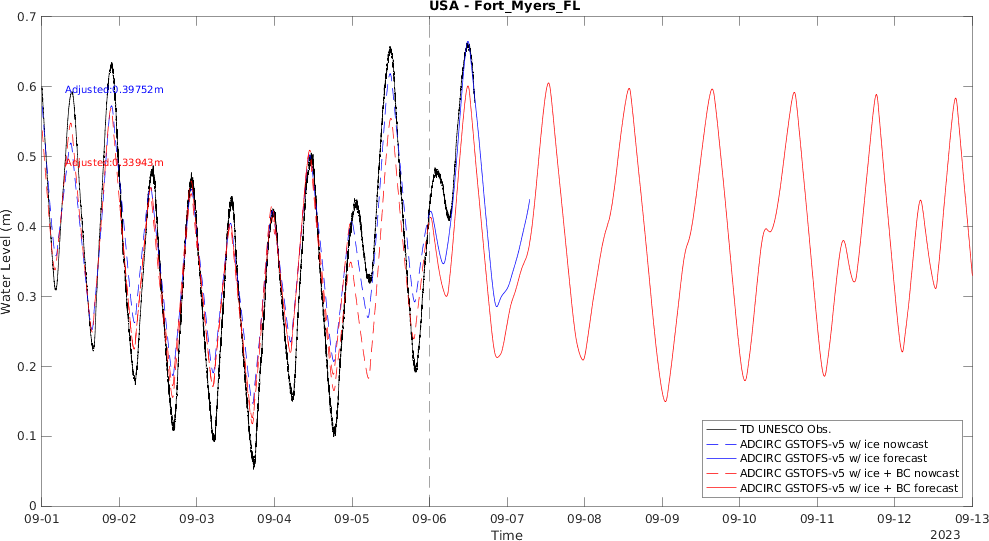 USA - Fort_Myers_FL
0.7
0.6
0.5
0.4
0.3
0.2
0.1
0
Water Level (m)
Adjusted:0.39752m
Adjusted:0.33943m
TD UNESCO Obs.
ADCIRC GSTOFS-v5 w/ ice nowcast
ADCIRC GSTOFS-v5 w/ ice forecast
ADCIRC GSTOFS-v5 w/ ice + BC nowcast
ADCIRC GSTOFS-v5 w/ ice + BC forecast
09-01 09-02 09-03 09-04 09-05 09-06 09-07 09-08 09-09 09-10 09-11 09-12 09-13
Time
2023